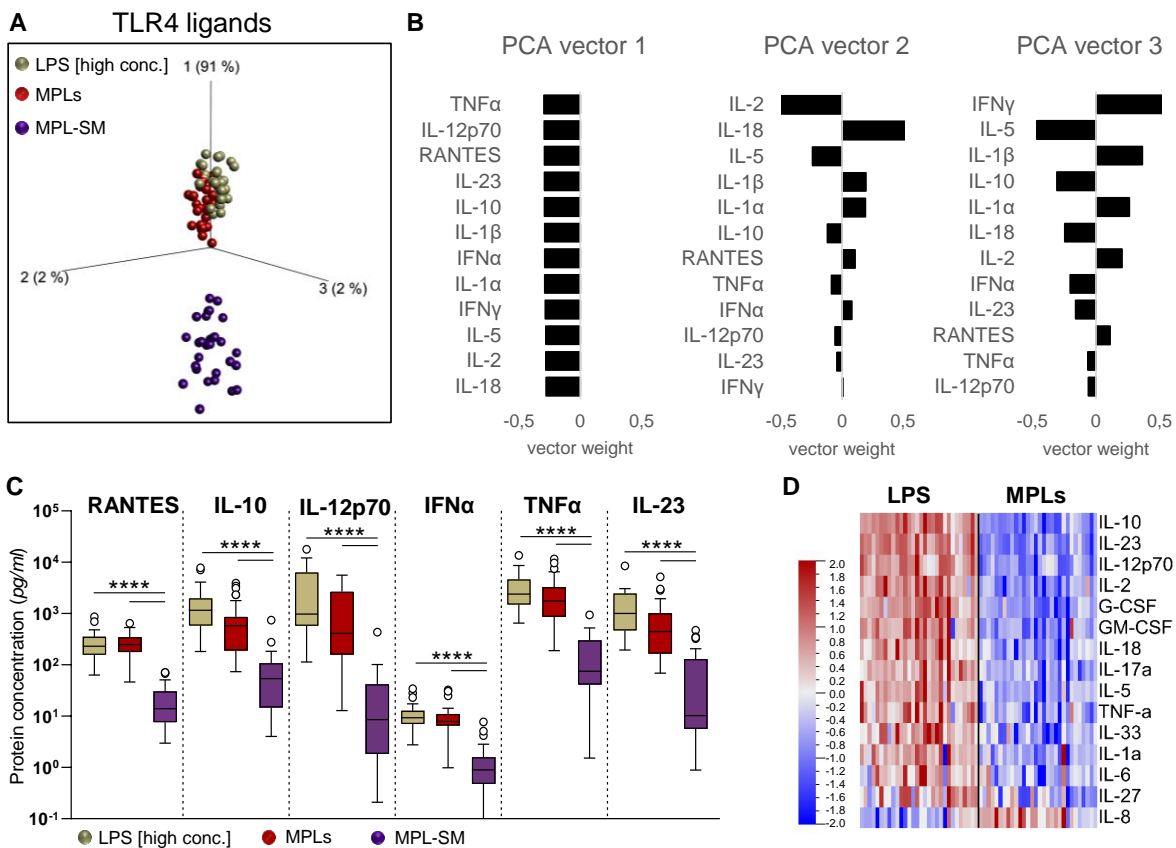 A
TLR4 ligands
LPS [high conc.]
MPLs
MPL-SM
1 (91 %)
2 (2 %)
3 (2 %)
B
PCA vector 1
TNFα
IL-12p70
RANTES
IL-23
IL-10
IL-1β
IFNα
IL-1α
IFNγ
IL-5
IL-2
IL-18
-0,5 0
vector weight
PCA vector 2
IL-2
IL-18
IL-5
IL-1β
IL-1α
IL-10
RANTES
TNFα
IFNα
IL-12p70
IL-23
IFNγ
-0,5 0 0,5
vector weight
PCA vector 3
IFNγ
IL-5
IL-1β
IL-10
IL-1α
IL-18
IL-2
IFNα
IL-23
RANTES
TNFα
IL-12p70
-0,5 0 0,5
vector weight
C
Protein concentration (pg/ml)
10⁵
10⁴
10³
10²
10¹
10⁰
10⁻¹
RANTES IL-10 IL-12p70 IFNα TNFα IL-23
**** **** **** **** **** ****
LPS [high conc.] MPLs MPL-SM
D
LPS MPLs
2.0
1.6
1.4
1.2
1.0
0.8
0.6
0.4
0.2
0.0
-0.2
-0.4
-0.6
-0.8
-1.0
-1.2
-1.4
-1.6
-2.0
IL-10
IL-23
IL-12p70
IL-2
G-CSF
GM-CSF
IL-18
IL-17a
IL-5
TNF-a
IL-33
IL-1a
IL-6
IL-27
IL-8